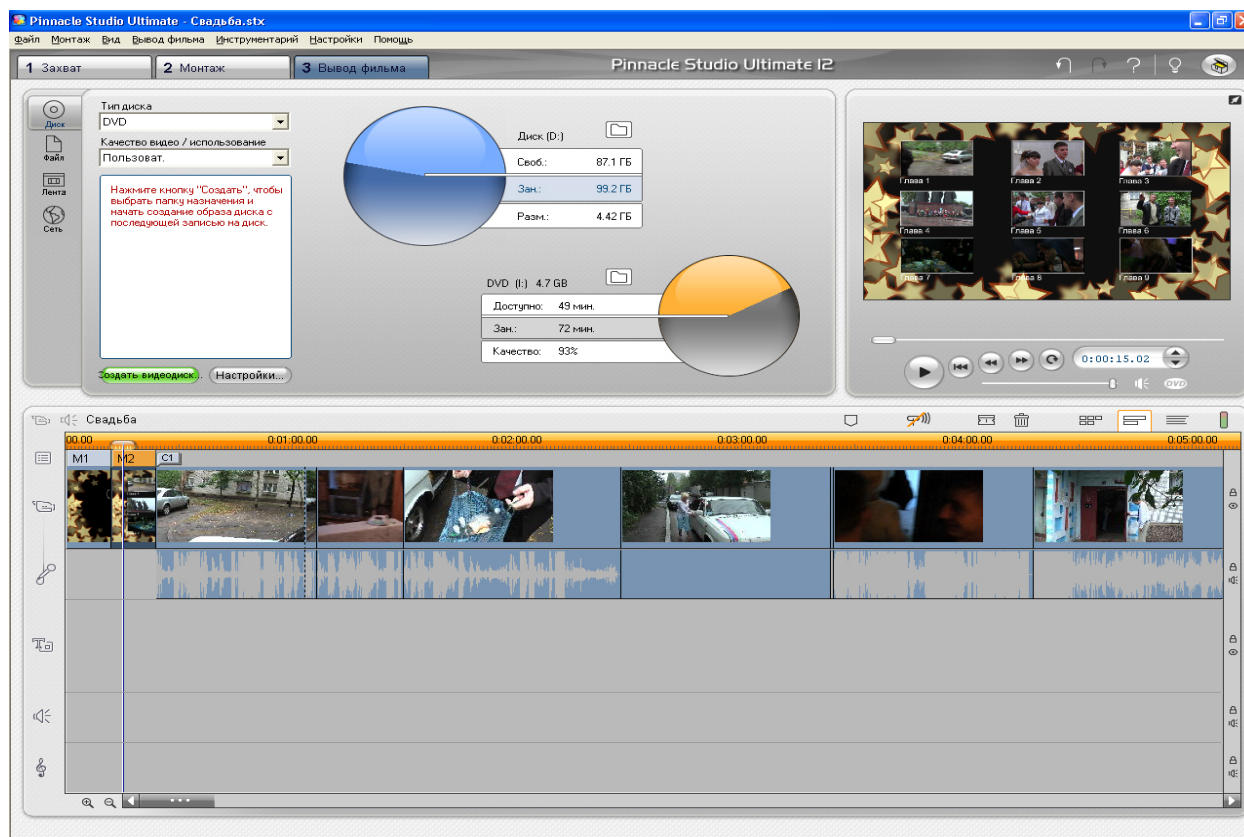 Pinnacle Studio Ultimate - Свадьба.stx
Файл Монтаж Вид Вывод фильма Инструментарий Настройки Помощь
1 Захват 2 Монтаж 3 Вывод фильма Pinnacle Studio Ultimate 12
Диск
Файл
Лента
Сеть
Тип диска
DVD
Качество видео / использование
Пользоват.
Нажмите кнопку "Создать", чтобы
выбрать папку назначения и
начать создание образа диска с
последующей записью на диск.
Создать видеодиск... Настройки...
Диск (D:)
Своб.: 87.1 ГБ
Зан.: 99.2 ГБ
Разм.: 4.42 ГБ
DVD (I:) 4.7 GB
Доступно: 49 мин.
Зан.: 72 мин.
Качество: 93%
Глава 1 Глава 2 Глава 3
Глава 4 Глава 5 Глава 6
Глава 7 Глава 8 Глава 9
0:00:15.02
DVD
Свадьба
00.00 0:01:00.00 0:02:00.00 0:03:00.00 0:04:00.00 0:05:00.00
M1 M2 C1